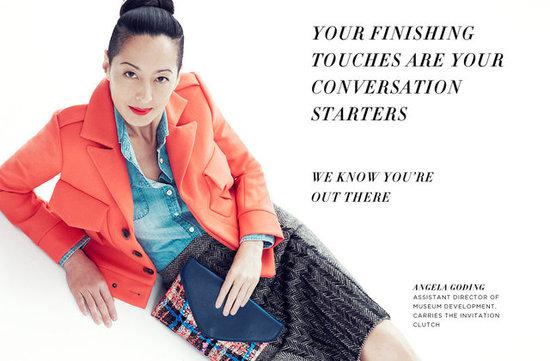 YOUR FINISHING
TOUCHES ARE YOUR
CONVERSATION
STARTERS
WE KNOW YOU'RE
OUT THERE
ANGELA GODING
ASSISTANT DIRECTOR OF
MUSEUM DEVELOPMENT,
CARRIES THE INVITATION
CLUTCH